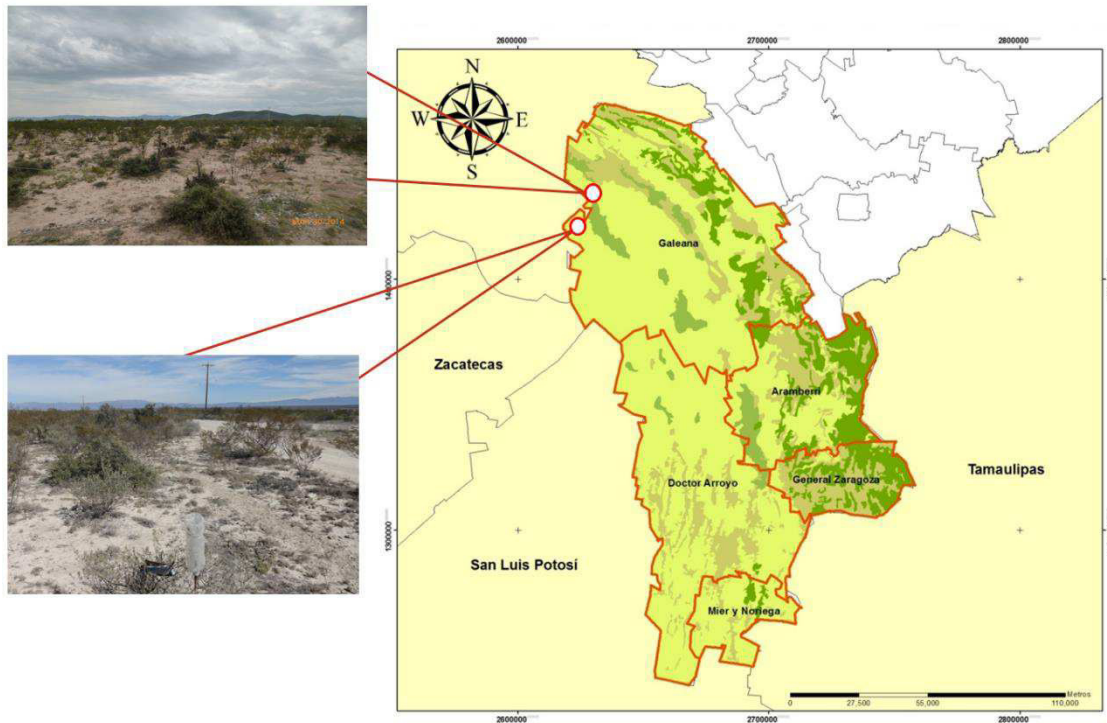 2600000
2700000
2800000
N
W
E
S
1400000
1300000
Galeana
Zacatecas
Aramberri
Doctor Arroyo
General Zaragoza
Tamaulipas
San Luis Potosí
Mier y Noriega
Metros
0
27,500
55,000
110,000
2600000
2700000
2800000